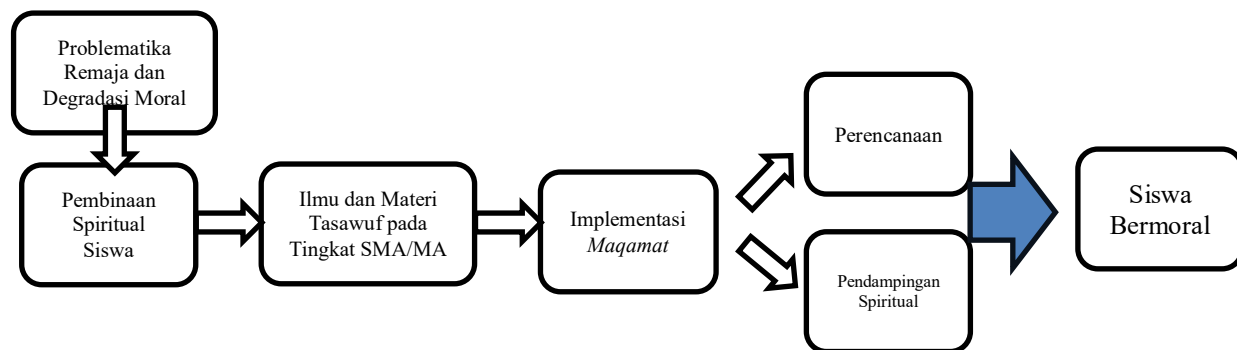 Problematika
Remaja dan
Degradasi Moral
Pembinaan
Spiritual
Siswa
Ilmu dan Materi
Tasawuf pada
Tingkat SMA/MA
Implementasi
Maqamat
Perencanaan
Pendampingan
Spiritual
Siswa
Bermoral